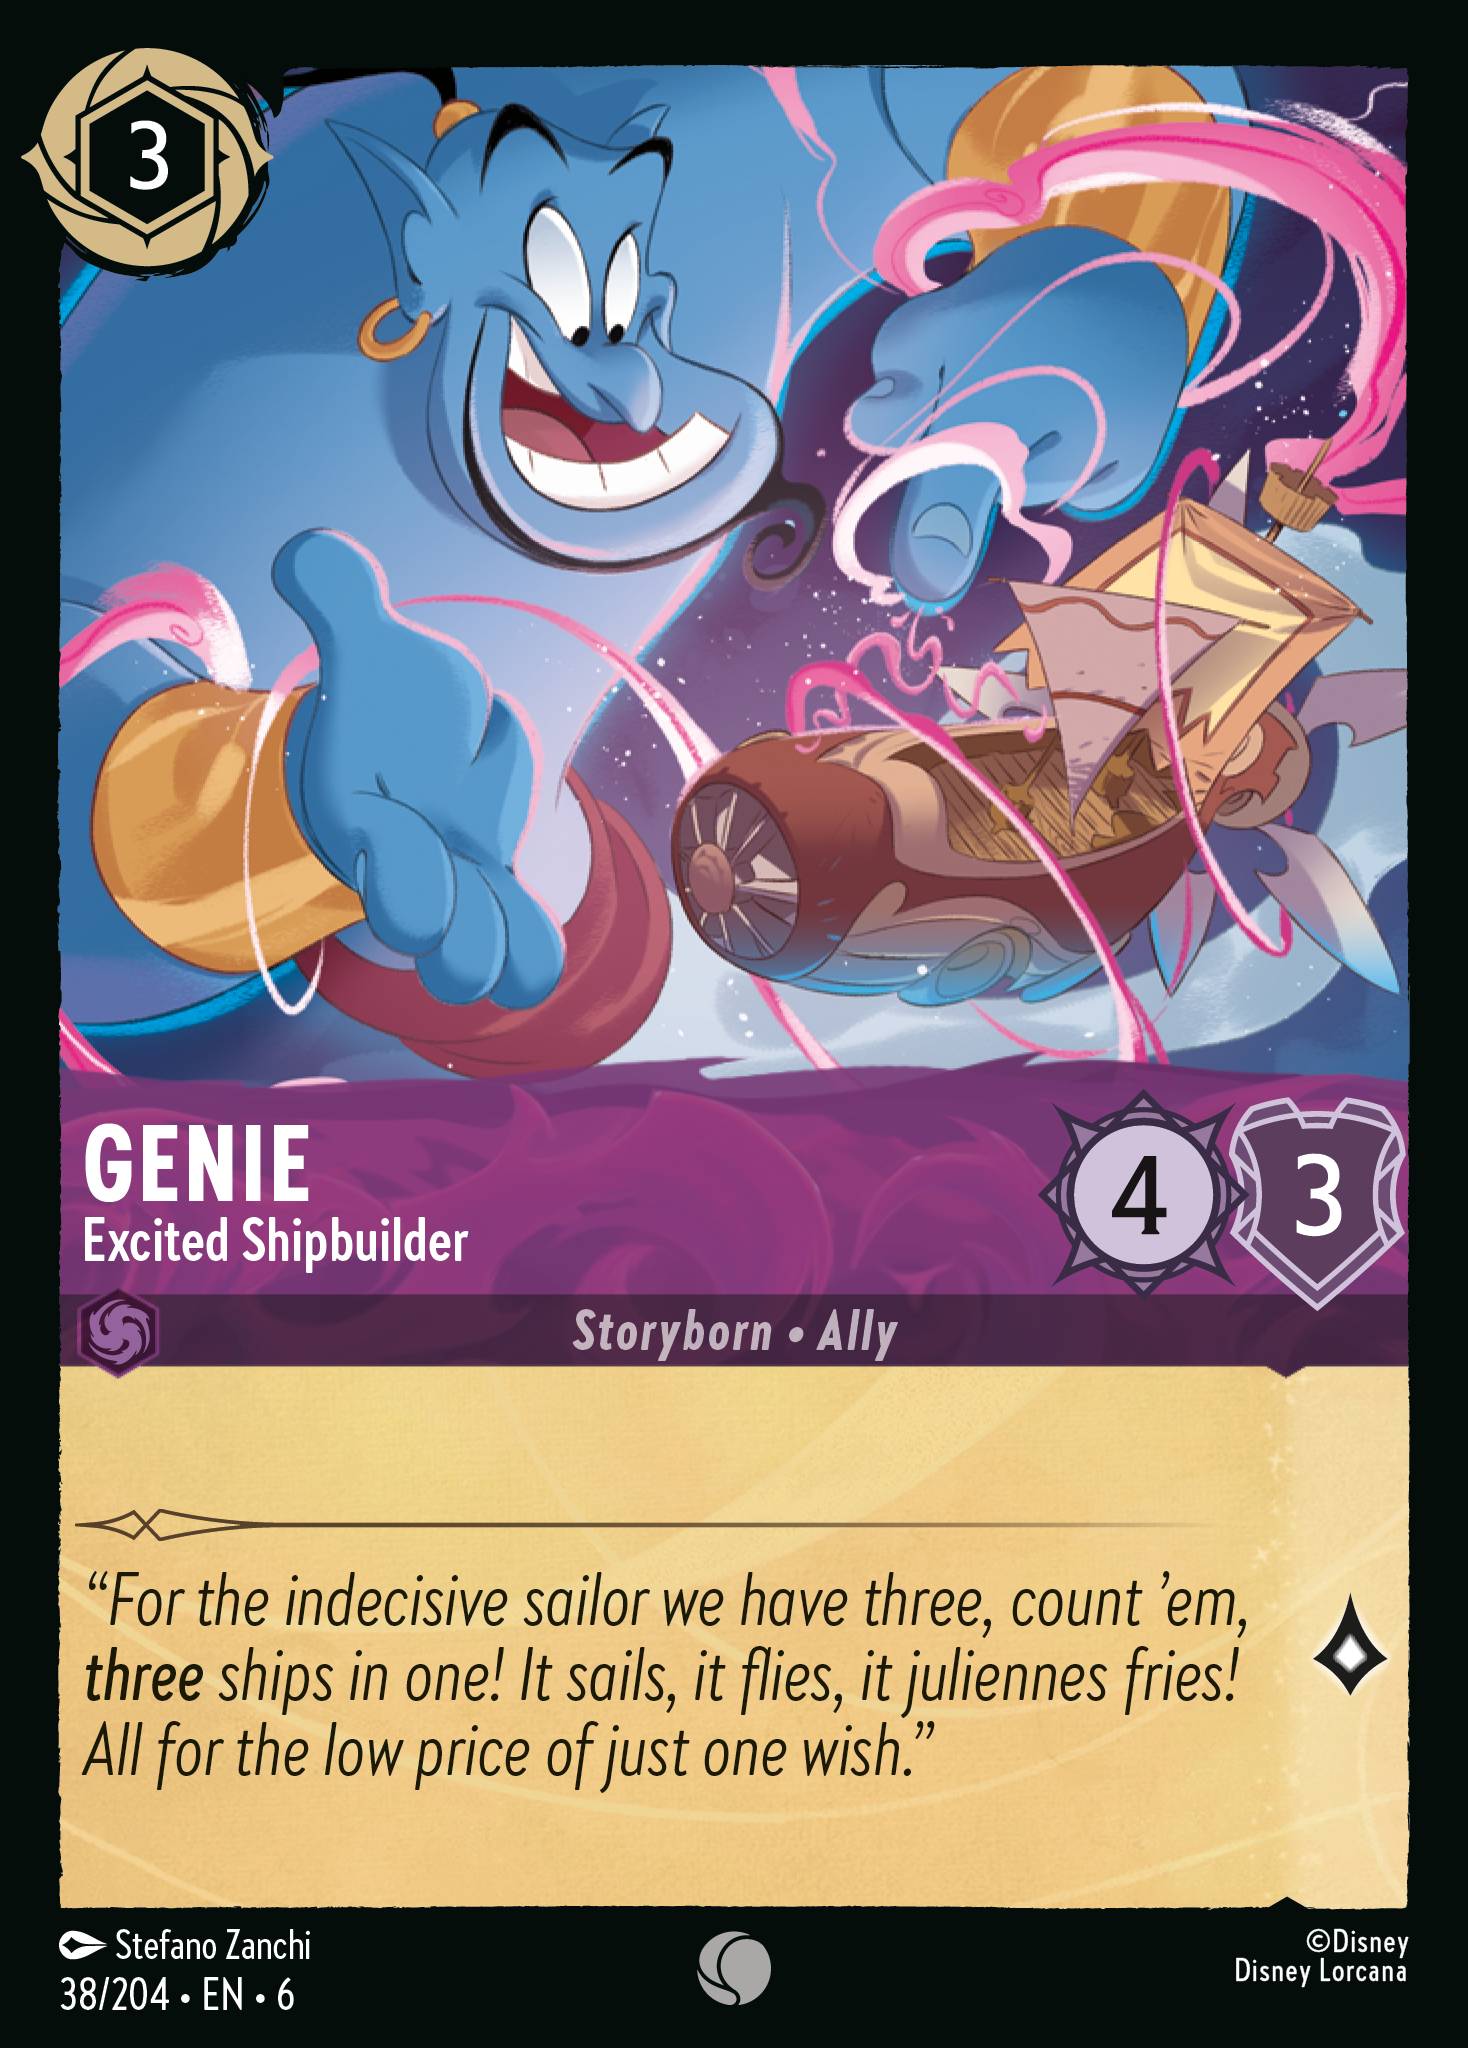 3
GENIE
Excited Shipbuilder
4
3
Storyborn • Ally
“For the indecisive sailor we have three, count ’em,
three ships in one! It sails, it flies, it juliennes fries!
All for the low price of just one wish.”
Stefano Zanchi
38/204 • EN • 6
©Disney
Disney Lorcana